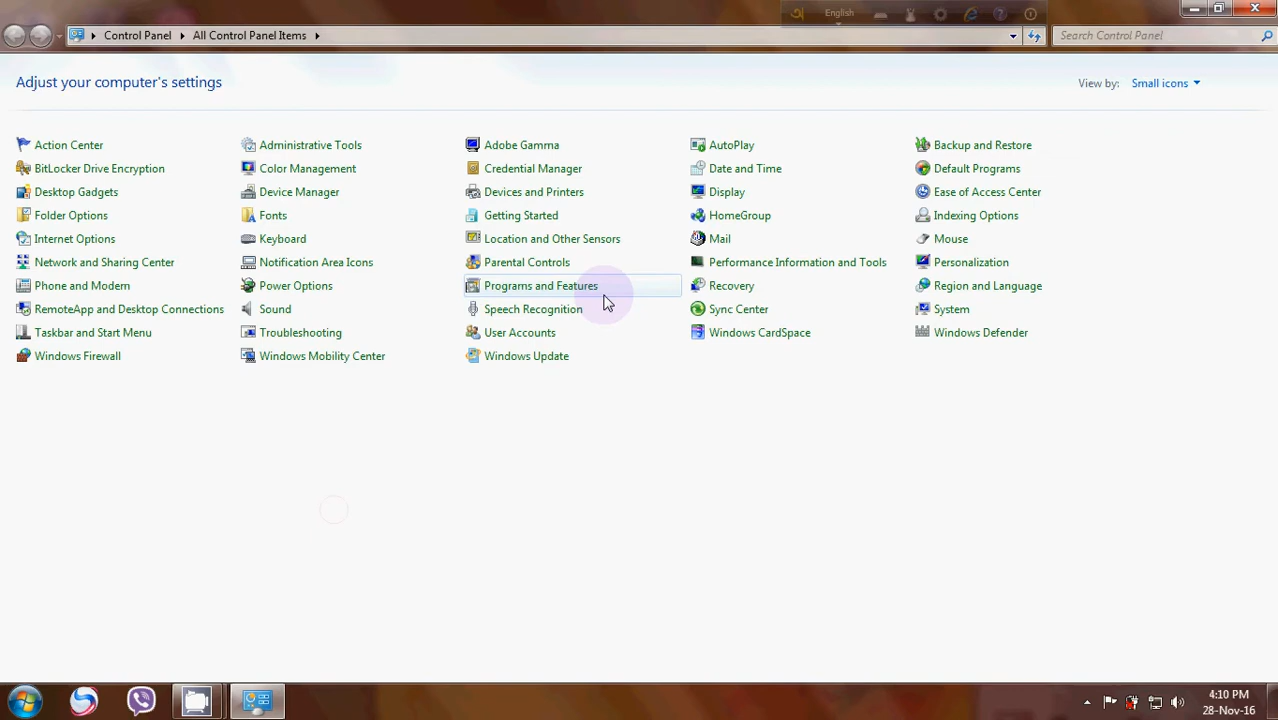 English
Control Panel All Control Panel Items Search Control Panel
Adjust your computer's settings View by: Small icons
Action Center Administrative Tools Adobe Gamma AutoPlay Backup and Restore
BitLocker Drive Encryption Color Management Credential Manager Date and Time Default Programs
Desktop Gadgets Device Manager Devices and Printers Display Ease of Access Center
Folder Options Fonts Getting Started HomeGroup Indexing Options
Internet Options Keyboard Location and Other Sensors Mail Mouse
Network and Sharing Center Notification Area Icons Parental Controls Performance Information and Tools Personalization
Phone and Modem Power Options Programs and Features Recovery Region and Language
RemoteApp and Desktop Connections Sound Speech Recognition Sync Center System
Taskbar and Start Menu Troubleshooting User Accounts Windows CardSpace Windows Defender
Windows Firewall Windows Mobility Center Windows Update
4:10 PM
28-Nov-16